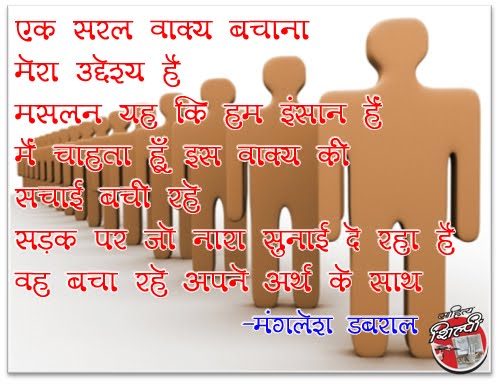 एक सरल वाक्य बचाना
मेरा उद्देश्य हैं
मसलन यह कि हम इंसान हैं
मैं चाहता हूँ इस वाक्य की
सचाई बची रहे
सड़क पर जो नारा सुनाई दे रहा है
वह बचा रहे अपने अर्थ के साथ
-मंगलेश डबराल
साहित्य
शिल्पी